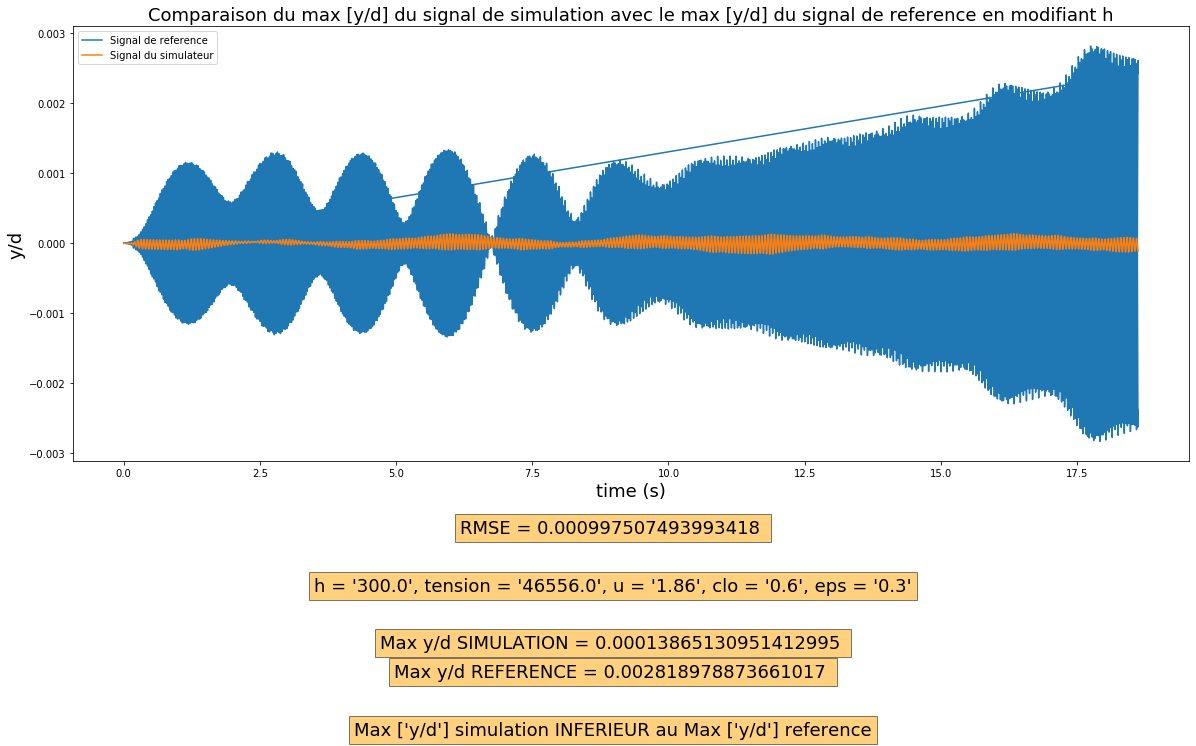 Comparaison du max [y/d] du signal de simulation avec le max [y/d] du signal de reference en modifiant h
Signal de reference
Signal du simulateur
0.003
0.002
0.001
0.000
−0.001
−0.002
−0.003
y/d
0.0
2.5
5.0
7.5
10.0
12.5
15.0
17.5
time (s)
RMSE = 0.000997507493993418
h = '300.0', tension = '46556.0', u = '1.86', clo = '0.6', eps = '0.3'
Max y/d SIMULATION = 0.00013865130951412995
Max y/d REFERENCE = 0.002818978873661017
Max ['y/d'] simulation INFERIEUR au Max ['y/d'] reference